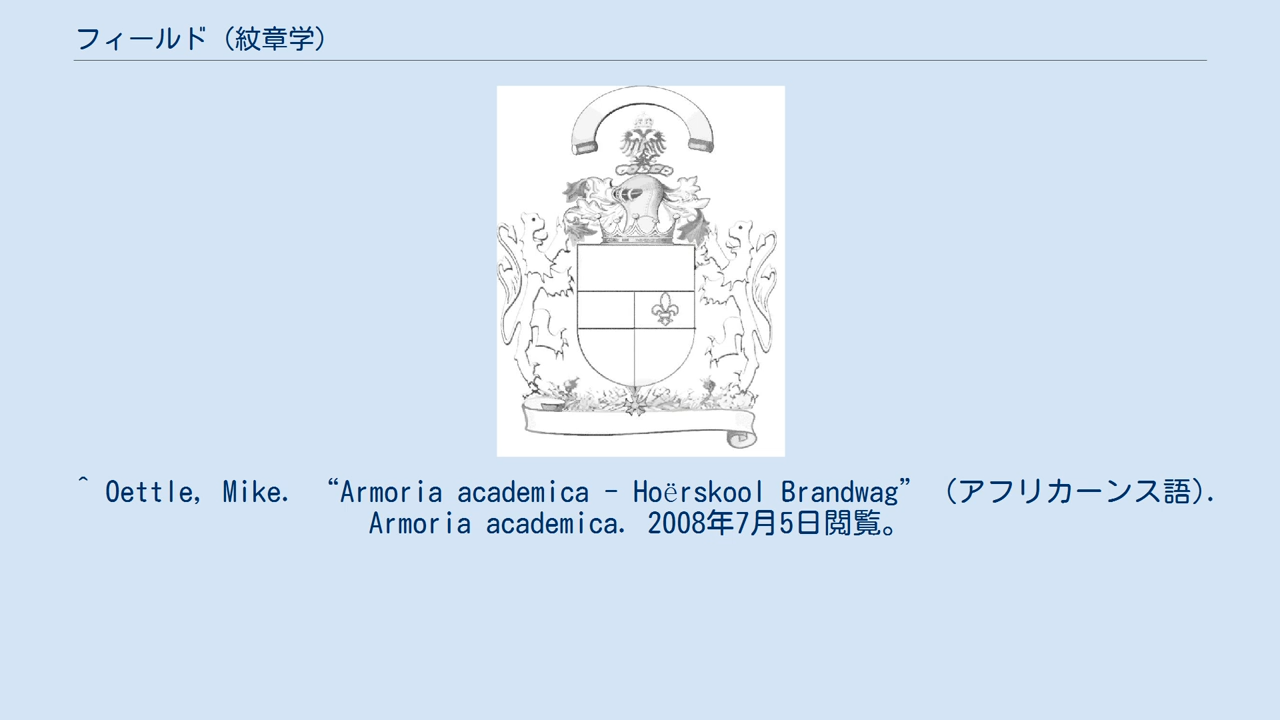 フィールド（紋章学）
^ Oettle, Mike. “Armoria academica - Hoërskool Brandwag” （アフリカーンス語）.
Armoria academica. 2008年7月5日閲覧。